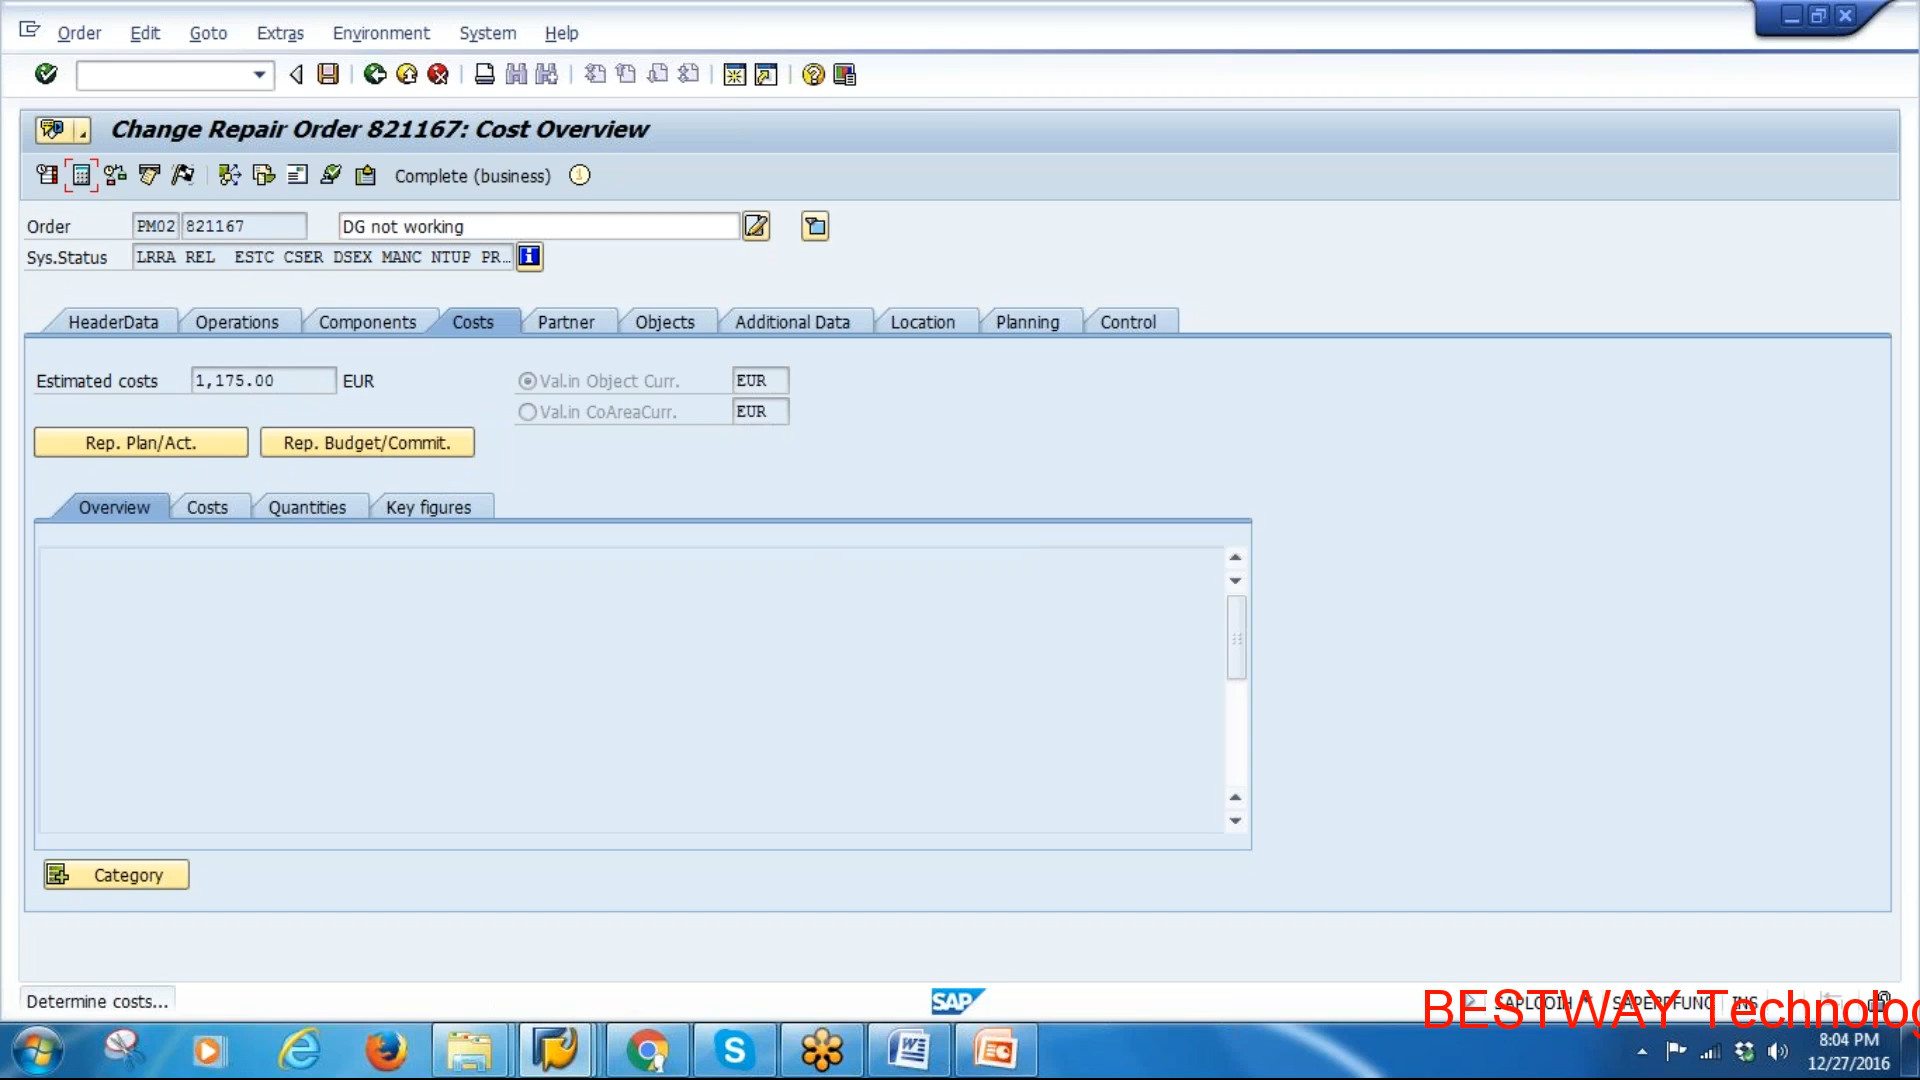 Order Edit Goto Extras Environment System Help
Change Repair Order 821167: Cost Overview
Complete (business)
Order PM02 821167 DG not working
Sys.Status LRRA REL ESTC CSER DSEX MANC NTUP PR...
HeaderData Operations Components Costs Partner Objects Additional Data Location Planning Control
Estimated costs 1,175.00 EUR Val.in Object Curr. EUR
Val.in CoAreaCurr. EUR
Rep. Plan/Act. Rep. Budget/Commit.
Overview Costs Quantities Key figures
Category
Determine costs... SAP SAPLCOIH SAPERPFUNC INS
BESTWAY Technolog
8:04 PM
12/27/2016